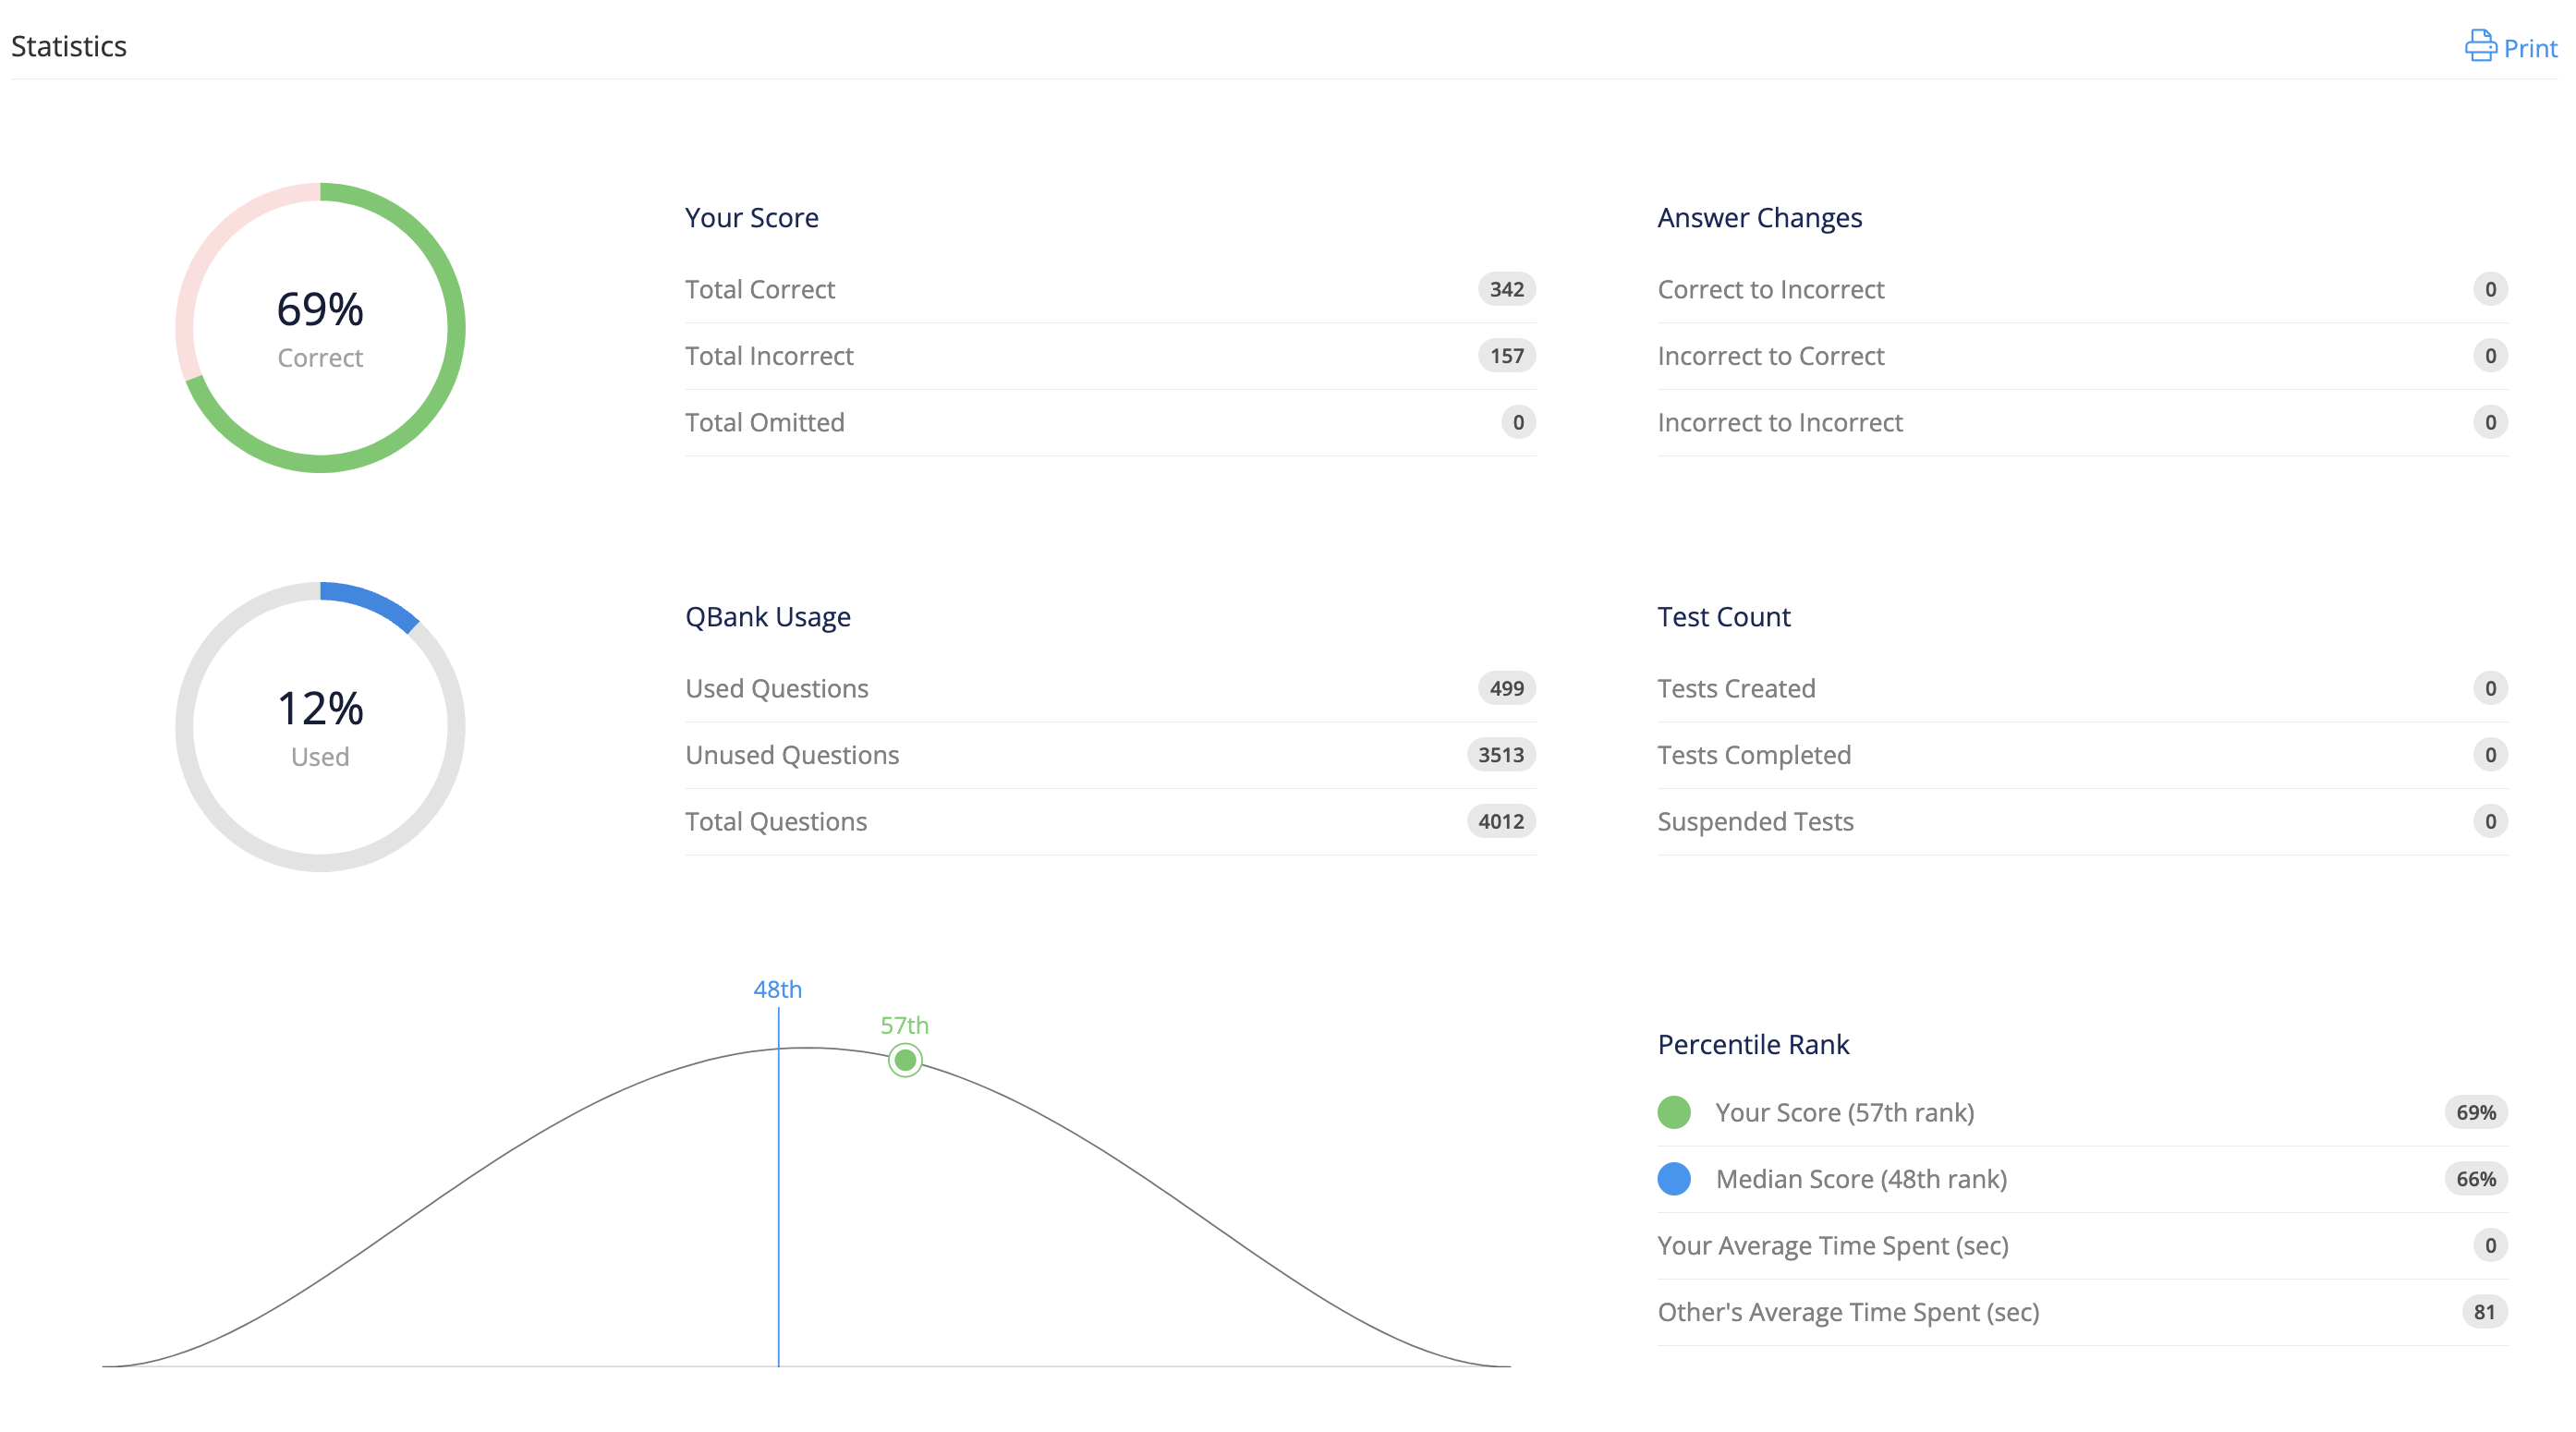 Statistics
Print
69%
Correct
Your Score
Total Correct 342
Total Incorrect 157
Total Omitted 0
Answer Changes
Correct to Incorrect 0
Incorrect to Correct 0
Incorrect to Incorrect 0
12%
Used
QBank Usage
Used Questions 499
Unused Questions 3513
Total Questions 4012
Test Count
Tests Created 0
Tests Completed 0
Suspended Tests 0
48th
57th
Percentile Rank
Your Score (57th rank) 69%
Median Score (48th rank) 66%
Your Average Time Spent (sec) 0
Other's Average Time Spent (sec) 81